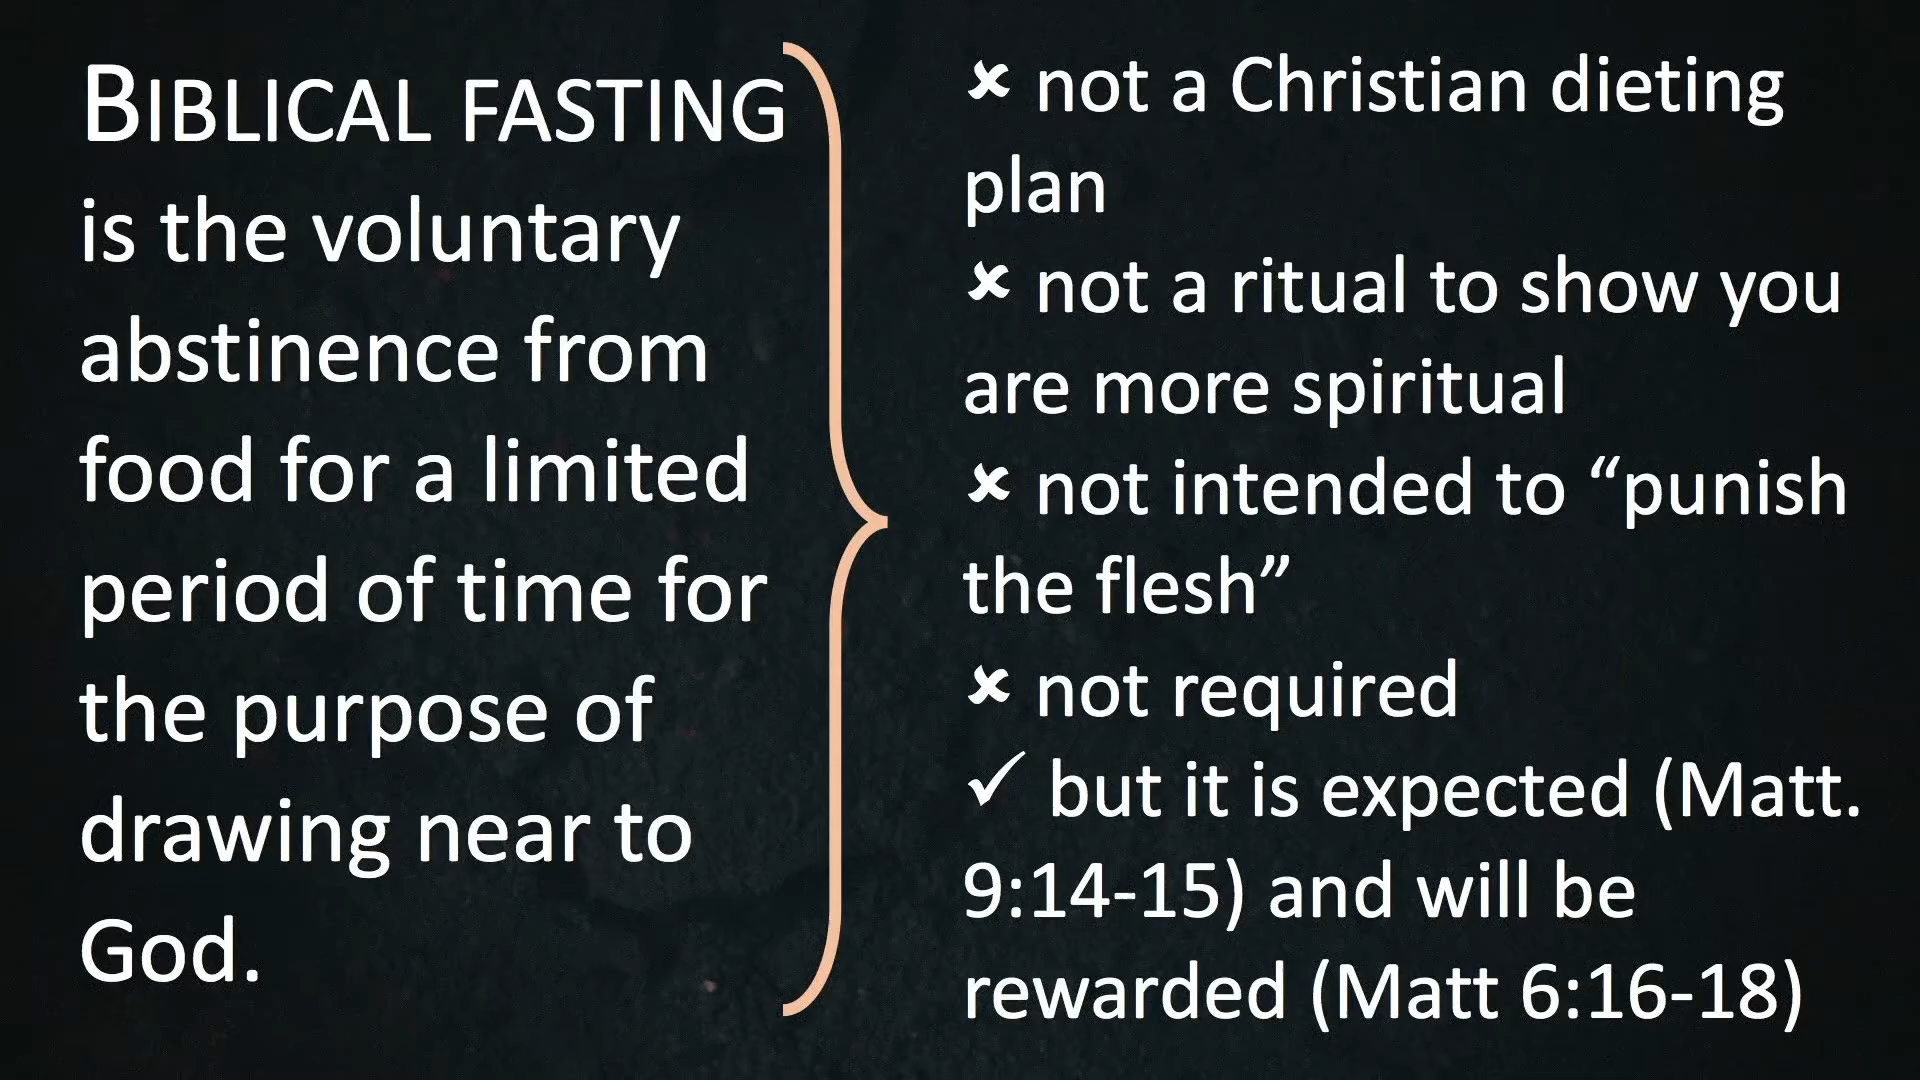 BIBLICAL FASTING
is the voluntary
abstinence from
food for a limited
period of time for
the purpose of
drawing near to
God.
✘ not a Christian dieting
plan
✘ not a ritual to show you
are more spiritual
✘ not intended to “punish
the flesh”
✘ not required
✓ but it is expected (Matt.
9:14-15) and will be
rewarded (Matt 6:16-18)